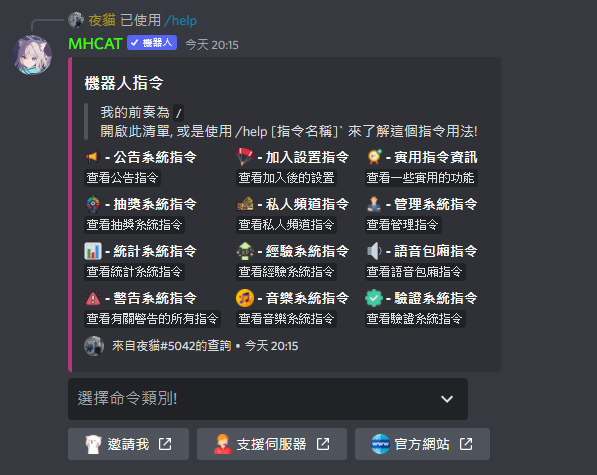 夜貓 已使用 /help
MHCAT ✓ 機器人 今天 20:15
機器人指令
我的前奏為 /
開啟此清單, 或是使用 /help [指令名稱]` 來了解這個指令用法!
- 公告系統指令 - 加入設置指令 - 實用指令資訊
查看公告指令 查看加入後的設置 查看一些實用的功能
- 抽獎系統指令 - 私人頻道指令 - 管理系統指令
查看抽獎系統指令 查看私人頻道指令 查看管理指令
- 統計系統指令 - 經驗系統指令 - 語音包廂指令
查看統計系統指令 查看經驗系統指令 查看語音包廂指令
- 警告系統指令 - 音樂系統指令 - 驗證系統指令
查看有關警告的所有指令 查看音樂系統指令 查看驗證系統指令
來自夜貓#5042的查詢 • 今天 20:15
選擇命令類別!
邀請我 支援伺服器 官方網站